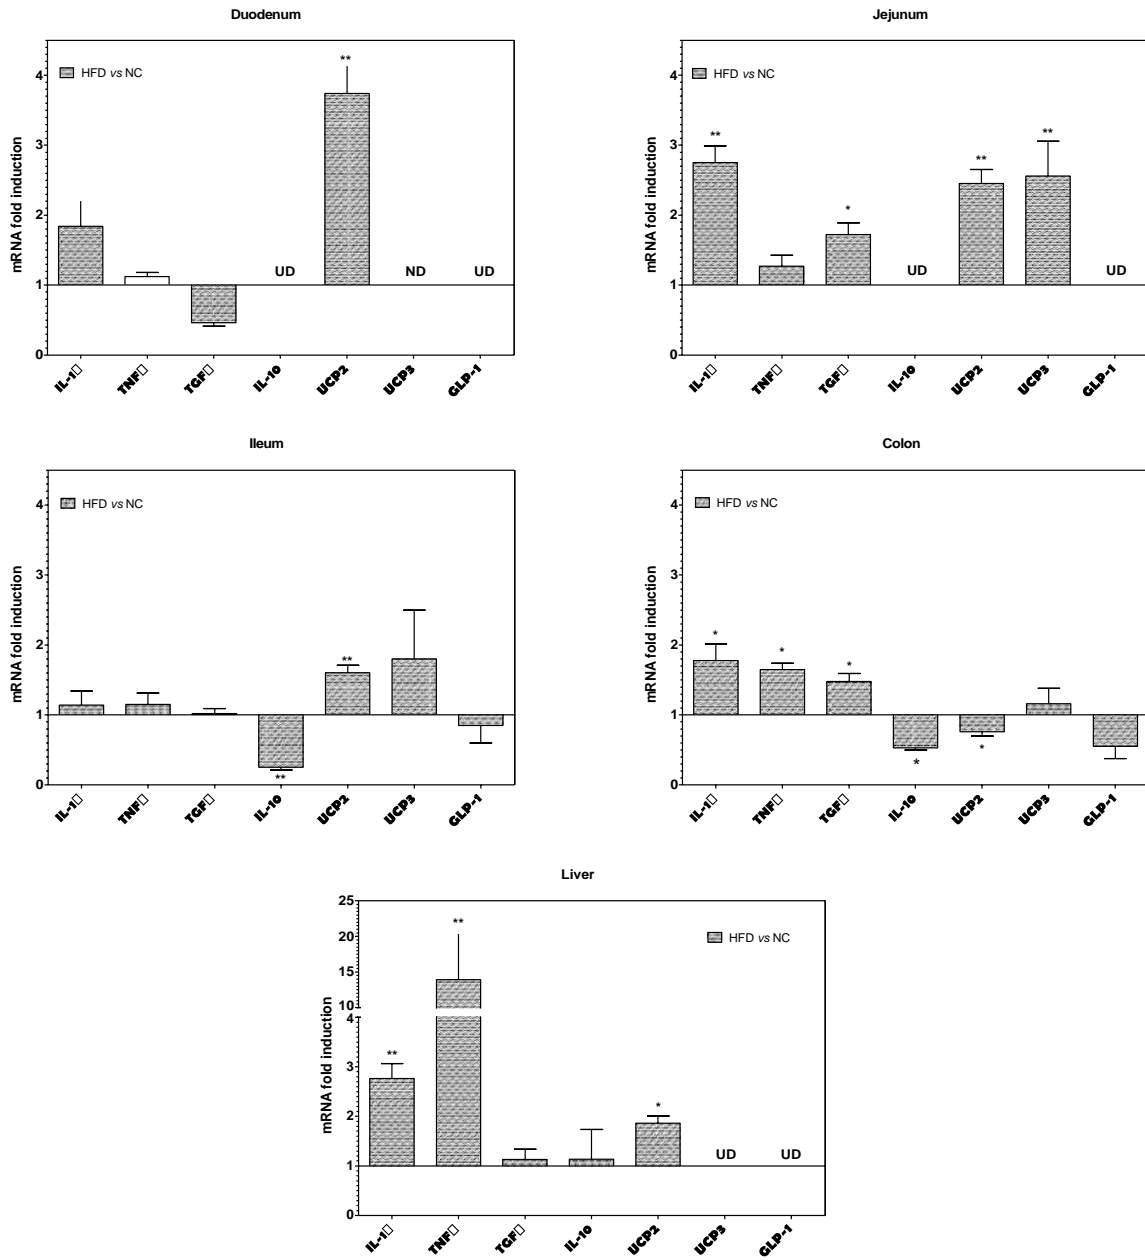 Duodenum
mRNA fold induction
HFD vs NC
4
3
2
1
0
**
UD
ND
UD
IL-1▯
TNF▯
TGF▯
IL-10
UCP2
UCP3
GLP-1
Jejunum
mRNA fold induction
HFD vs NC
4
3
2
1
0
**
*
UD
**
**
UD
IL-1▯
TNF▯
TGF▯
IL-10
UCP2
UCP3
GLP-1
Ileum
mRNA fold induction
HFD vs NC
4
3
2
1
0
**
**
IL-1▯
TNF▯
TGF▯
IL-10
UCP2
UCP3
GLP-1
Colon
mRNA fold induction
HFD vs NC
4
3
2
1
0
*
*
*
*
*
IL-1▯
TNF▯
TGF▯
IL-10
UCP2
UCP3
GLP-1
Liver
mRNA fold induction
HFD vs NC
25
20
15
10
4
3
2
1
0
**
**
*
UD
UD
IL-1▯
TNF▯
TGF▯
IL-10
UCP2
UCP3
GLP-1